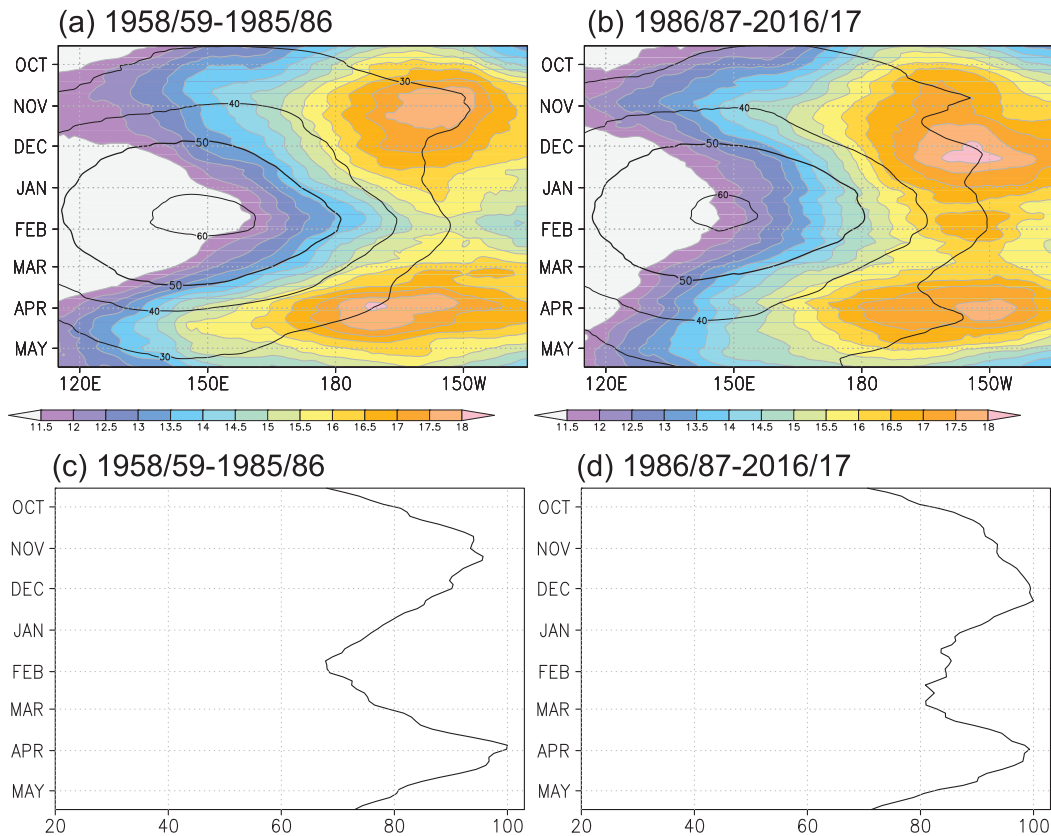 (a) 1958/59-1985/86
(b) 1986/87-2016/17
OCT
NOV
DEC
JAN
FEB
MAR
APR
MAY
30
40
50
60
50
40
30
120E 150E 180 150W
OCT
NOV
DEC
JAN
FEB
MAR
APR
MAY
40
50
60
50
40
120E 150E 180 150W
11.5 12 12.5 13 13.5 14 14.5 15 15.5 16 16.5 17 17.5 18
11.5 12 12.5 13 13.5 14 14.5 15 15.5 16 16.5 17 17.5 18
(c) 1958/59-1985/86
(d) 1986/87-2016/17
OCT
NOV
DEC
JAN
FEB
MAR
APR
MAY
20 40 60 80 100
OCT
NOV
DEC
JAN
FEB
MAR
APR
MAY
20 40 60 80 100